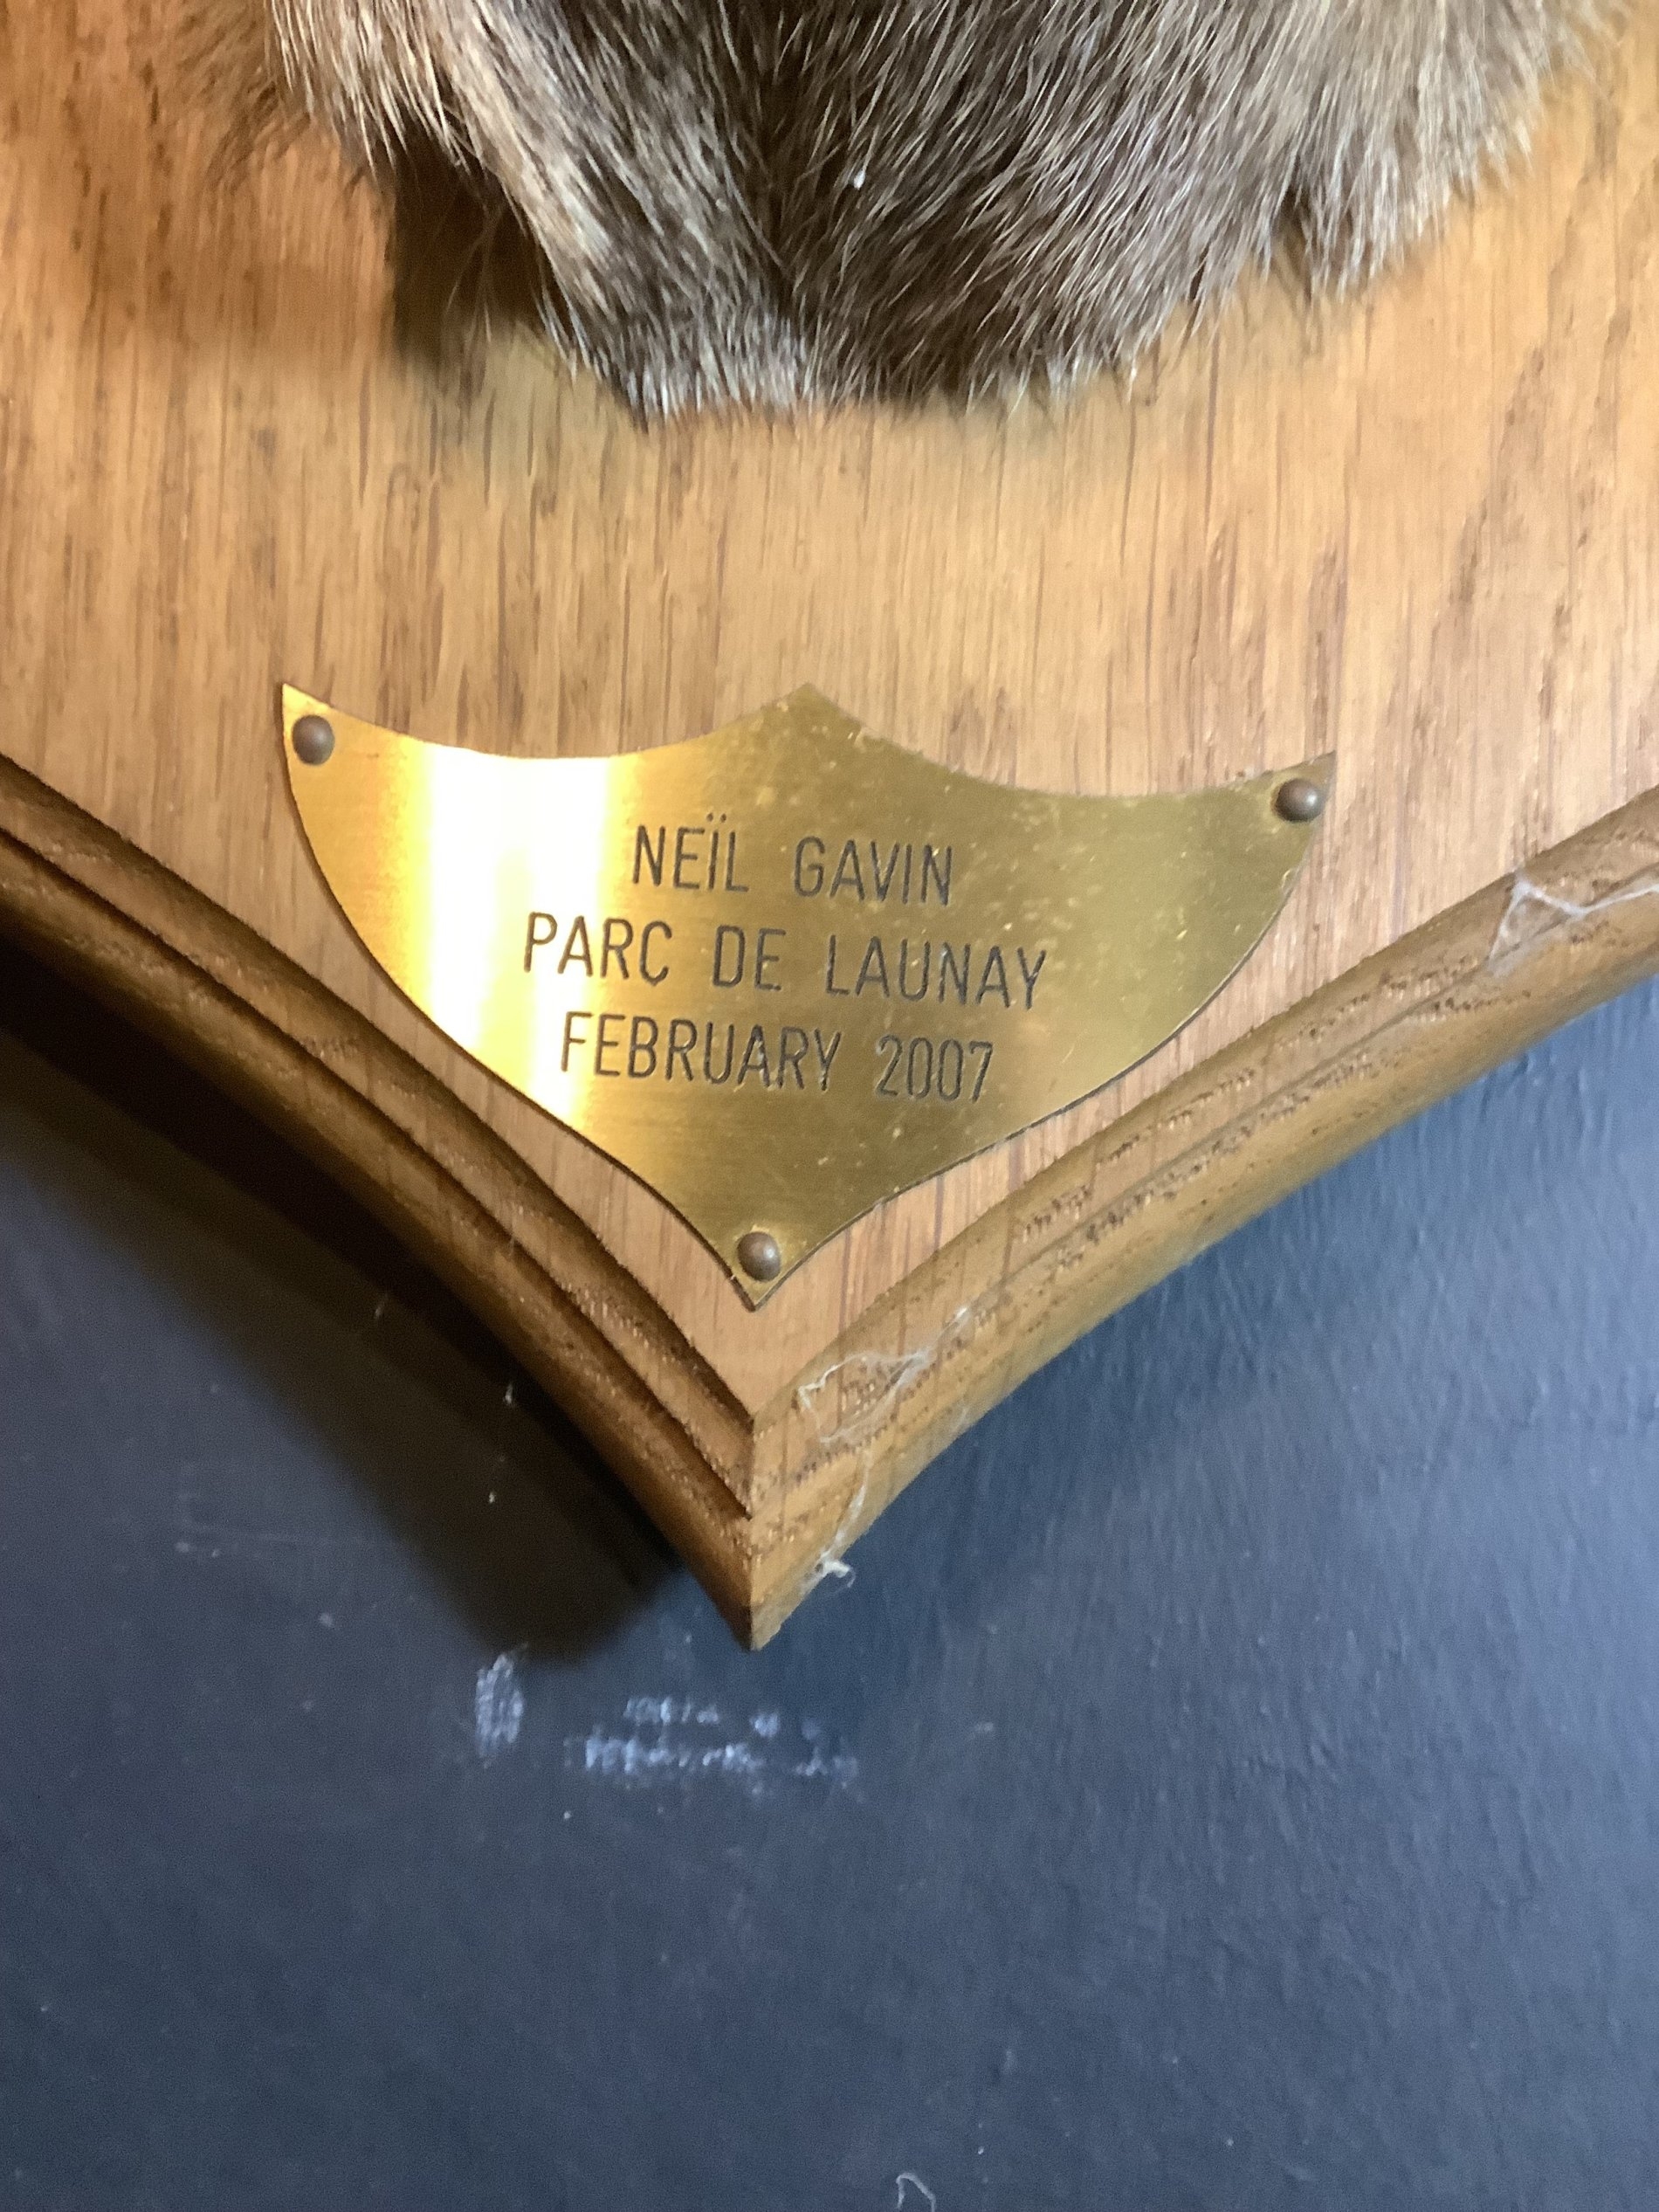 NEÏL GAVIN
PARC DE LAUNAY
FEBRUARY 2007